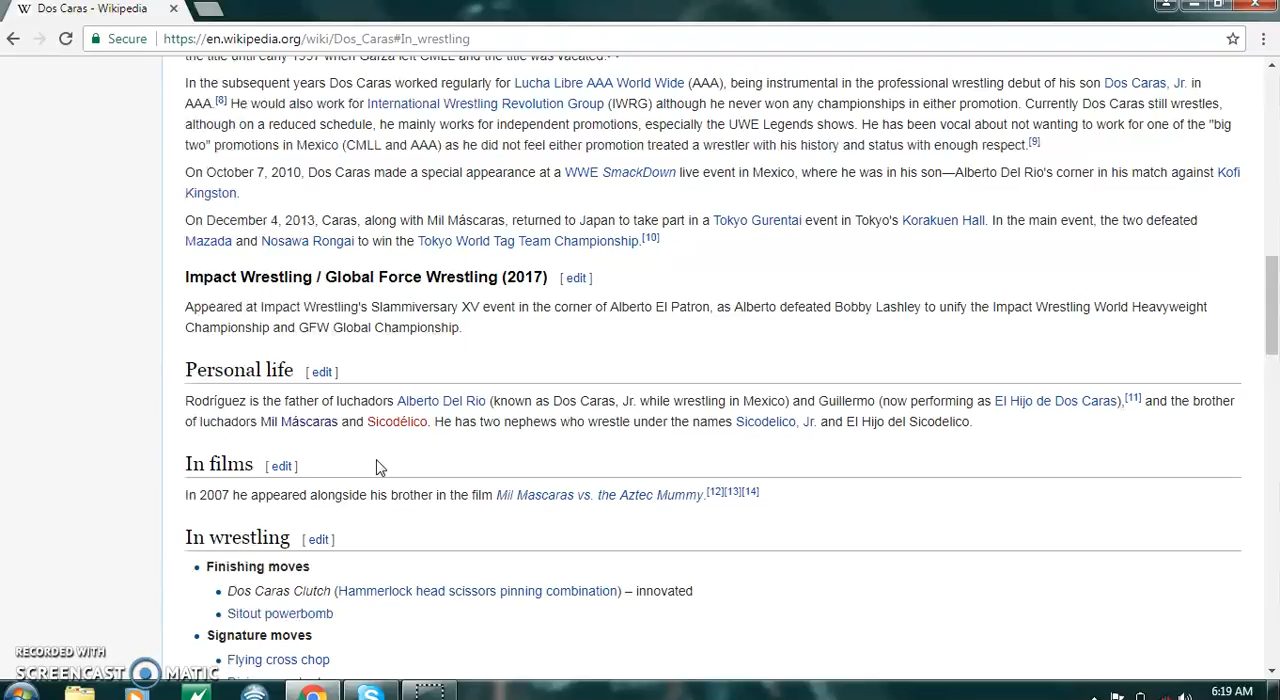 W Dos Caras - Wikipedia ×
Secure https://en.wikipedia.org/wiki/Dos_Caras#In_wrestling
the title until early 1997 when Garza left CMLL and the title was vacated.
In the subsequent years Dos Caras worked regularly for Lucha Libre AAA World Wide (AAA), being instrumental in the professional wrestling debut of his son Dos Caras, Jr. in
AAA.[8] He would also work for International Wrestling Revolution Group (IWRG) although he never won any championships in either promotion. Currently Dos Caras still wrestles,
although on a reduced schedule, he mainly works for independent promotions, especially the UWE Legends shows. He has been vocal about not wanting to work for one of the "big
two" promotions in Mexico (CMLL and AAA) as he did not feel either promotion treated a wrestler with his history and status with enough respect.[9]
On October 7, 2010, Dos Caras made a special appearance at a WWE SmackDown live event in Mexico, where he was in his son—Alberto Del Rio's corner in his match against Kofi
Kingston.
On December 4, 2013, Caras, along with Mil Máscaras, returned to Japan to take part in a Tokyo Gurentai event in Tokyo's Korakuen Hall. In the main event, the two defeated
Mazada and Nosawa Rongai to win the Tokyo World Tag Team Championship.[10]
Impact Wrestling / Global Force Wrestling (2017) [ edit ]
Appeared at Impact Wrestling's Slammiversary XV event in the corner of Alberto El Patron, as Alberto defeated Bobby Lashley to unify the Impact Wrestling World Heavyweight
Championship and GFW Global Championship.
Personal life [ edit ]
Rodríguez is the father of luchadors Alberto Del Rio (known as Dos Caras, Jr. while wrestling in Mexico) and Guillermo (now performing as El Hijo de Dos Caras),[11] and the brother
of luchadors Mil Máscaras and Sicodélico. He has two nephews who wrestle under the names Sicodelico, Jr. and El Hijo del Sicodelico.
In films [ edit ]
In 2007 he appeared alongside his brother in the film Mil Mascaras vs. the Aztec Mummy.[12][13][14]
In wrestling [ edit ]
• Finishing moves
• Dos Caras Clutch (Hammerlock head scissors pinning combination) – innovated
• Sitout powerbomb
• Signature moves
• Flying cross chop
RECORDED WITH
SCREENCAST MATIC
6:19 AM